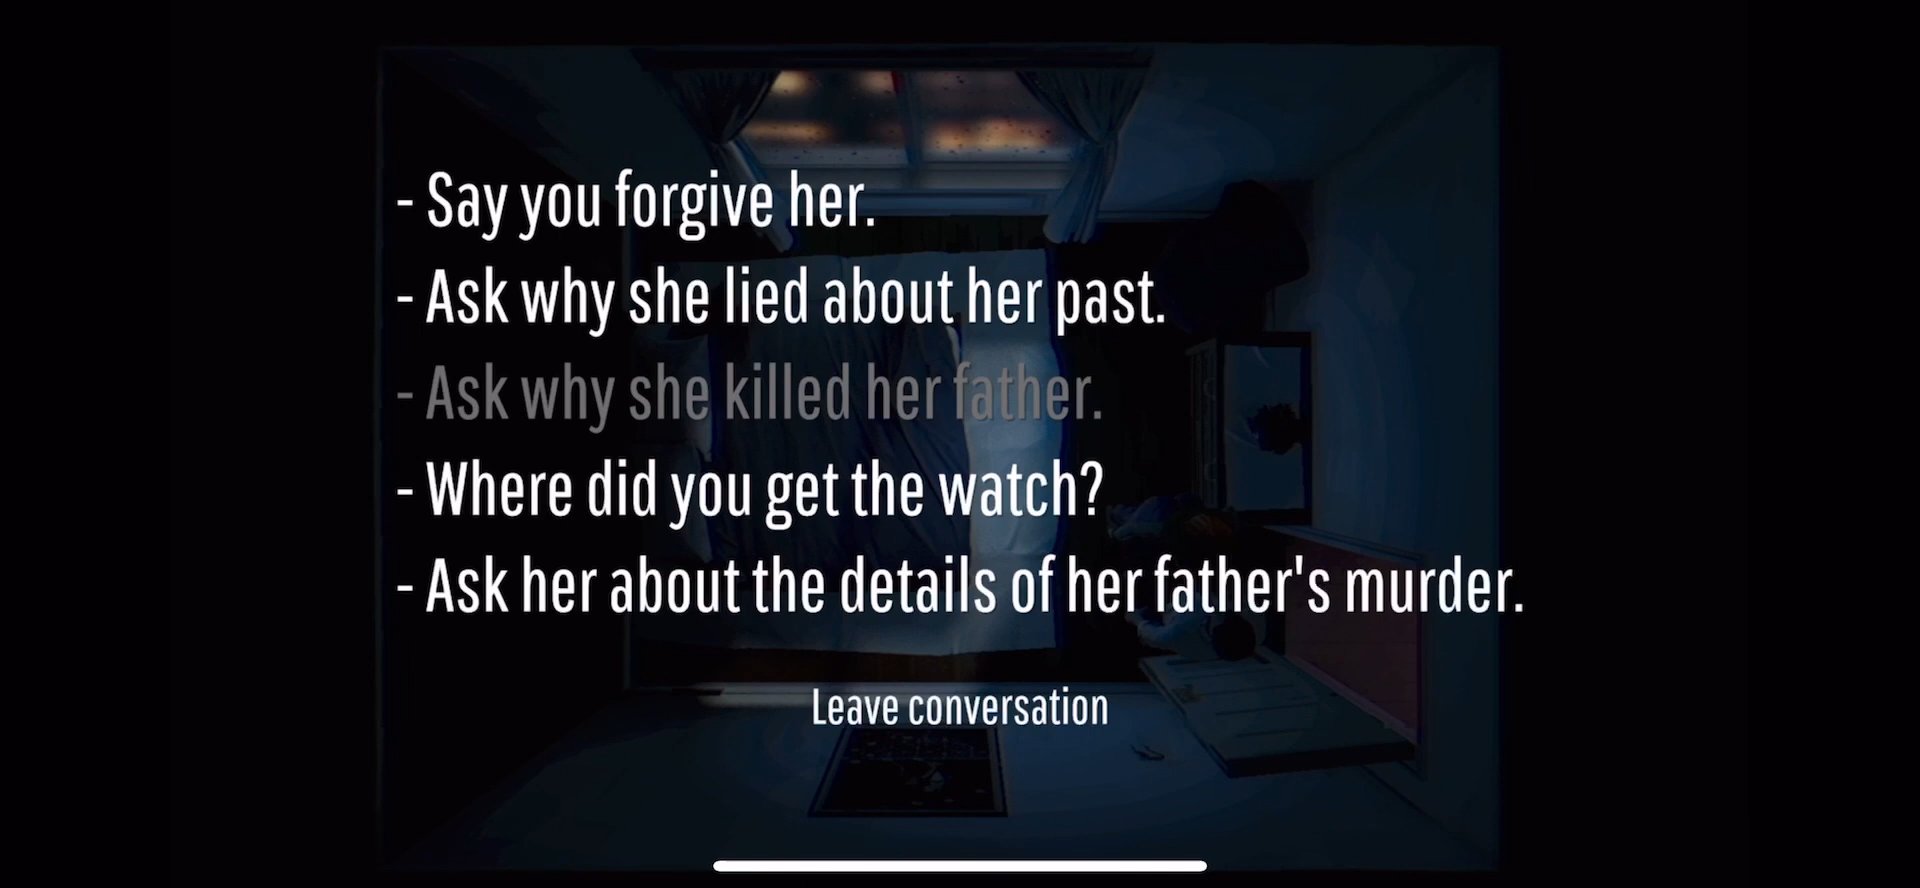 - Say you forgive her.
- Ask why she lied about her past.
- Ask why she killed her father.
- Where did you get the watch?
- Ask her about the details of her father's murder.
Leave conversation